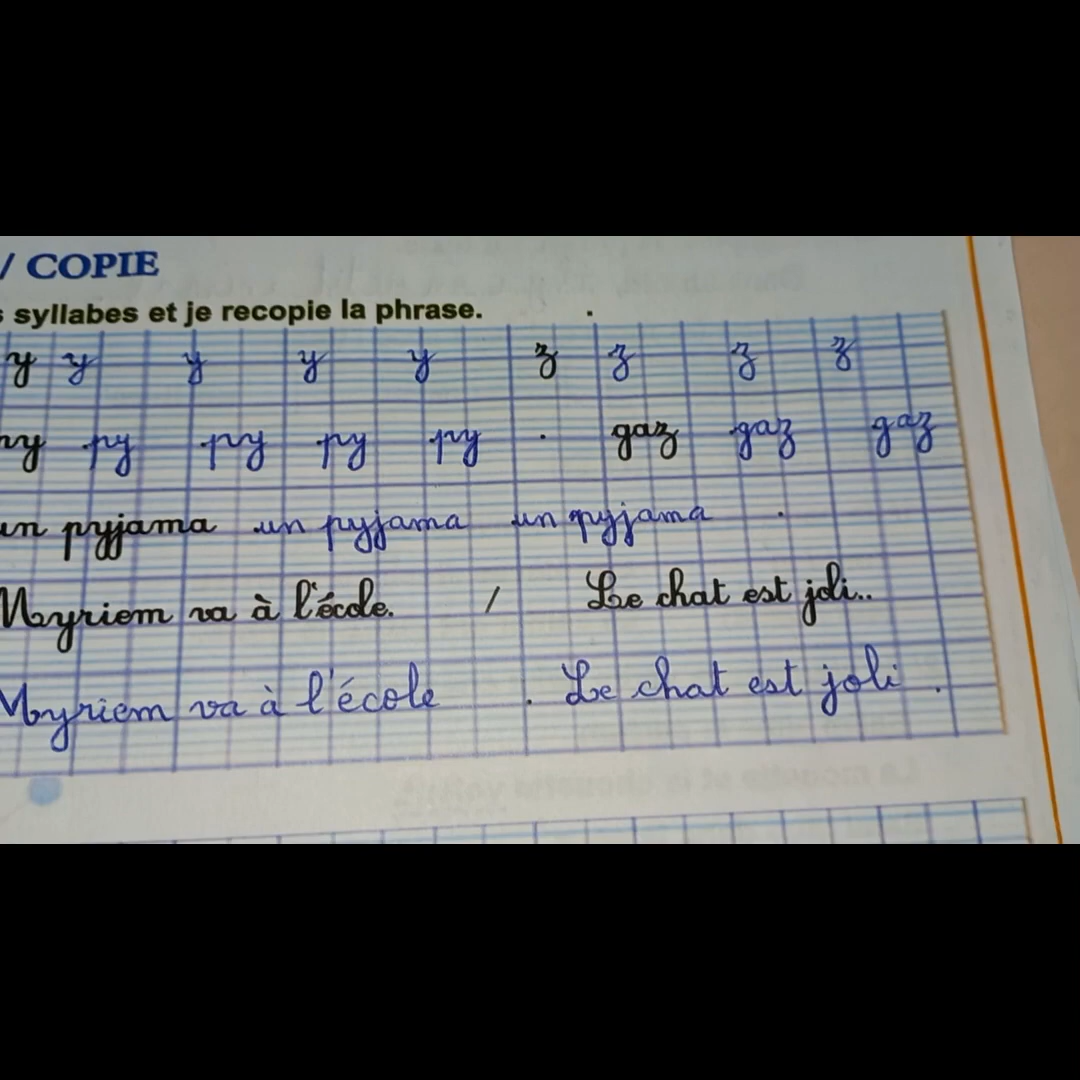 / COPIE
syllabes et je recopie la phrase.
y y y y y z z z z
py py py py py . gaz gaz gaz
un pyjama un pyjama un pyjama .
Myriem va à l'école. / Le chat est joli..
Myriem va à l'école . Le chat est joli .